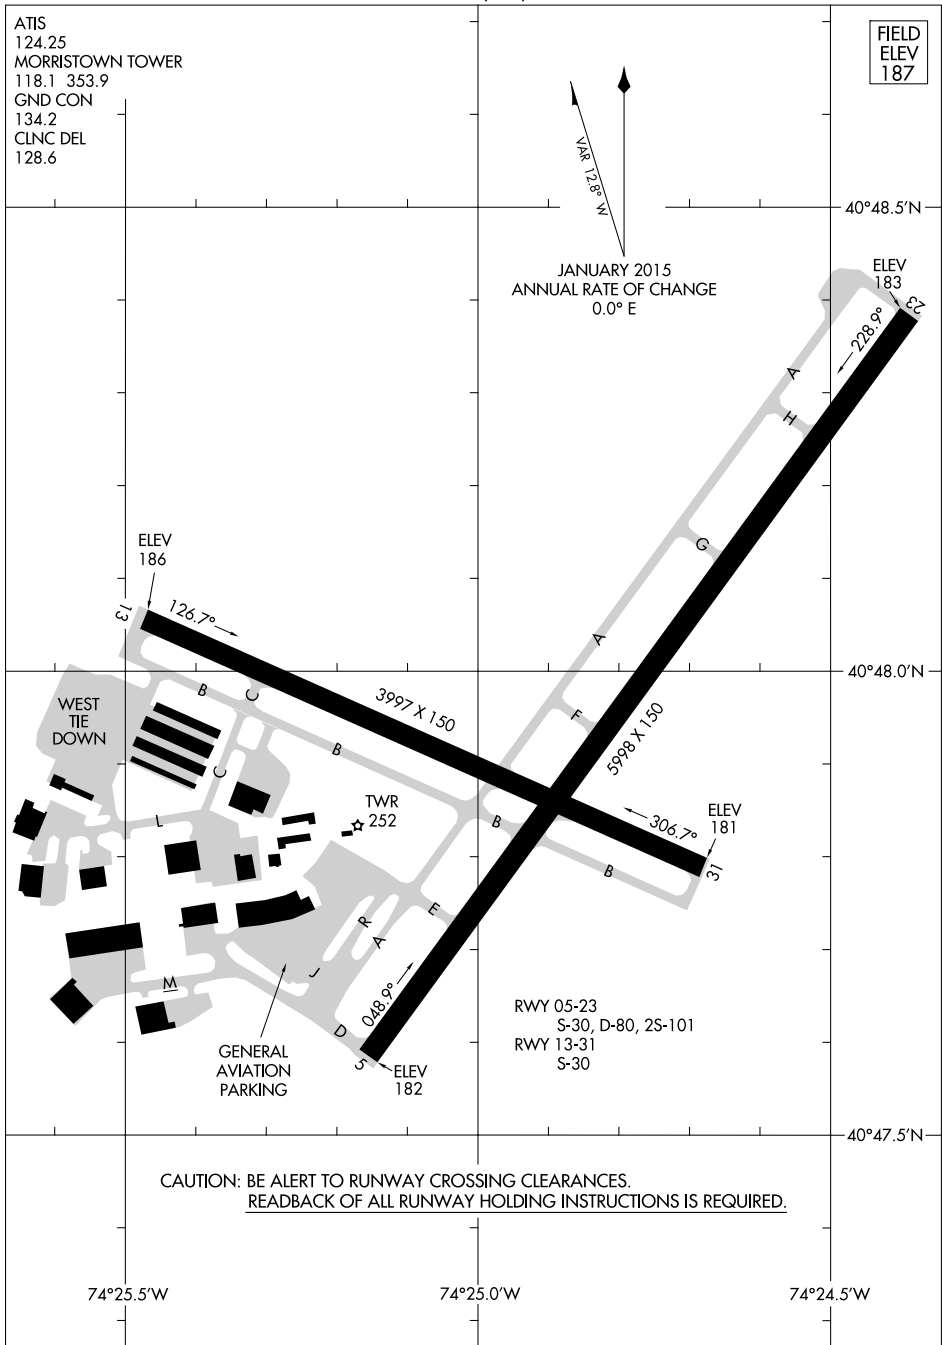 ATIS
124.25
MORRISTOWN TOWER
118.1 353.9
GND CON
134.2
CLNC DEL
128.6
FIELD
ELEV
187
VAR 12.8° W
40°48.5'N
JANUARY 2015
ANNUAL RATE OF CHANGE
0.0° E
ELEV
183
23
228.9°
A
H
G
ELEV
186
13
126.7°
A
40°48.0'N
WEST
TIE
DOWN
B
C
3997 X 150
F
5998 X 150
B
C
L
TWR
252
B
306.7°
ELEV
181
31
B
E
R
A
J
M
048.9°
D
5
ELEV
182
GENERAL
AVIATION
PARKING
RWY 05-23
S-30, D-80, 2S-101
RWY 13-31
S-30
40°47.5'N
CAUTION: BE ALERT TO RUNWAY CROSSING CLEARANCES.
READBACK OF ALL RUNWAY HOLDING INSTRUCTIONS IS REQUIRED.
74°25.5'W
74°25.0'W
74°24.5'W